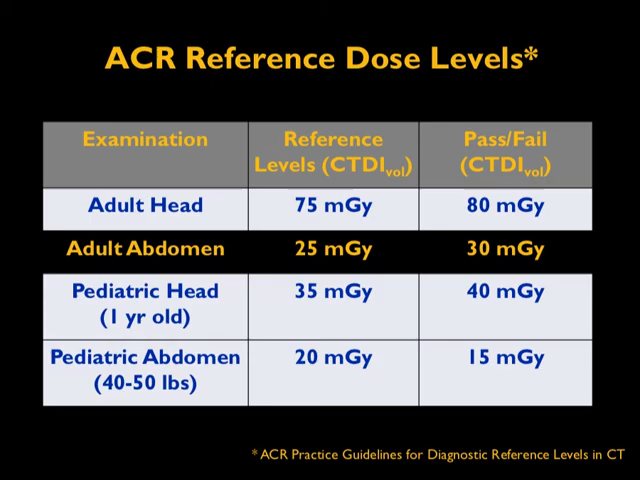 ACR Reference Dose Levels*
Examination
Reference
Levels (CTDIvol)
Pass/Fail
(CTDIvol)
Adult Head
75 mGy
80 mGy
Adult Abdomen
25 mGy
30 mGy
Pediatric Head
(1 yr old)
35 mGy
40 mGy
Pediatric Abdomen
(40-50 lbs)
20 mGy
15 mGy
* ACR Practice Guidelines for Diagnostic Reference Levels in CT